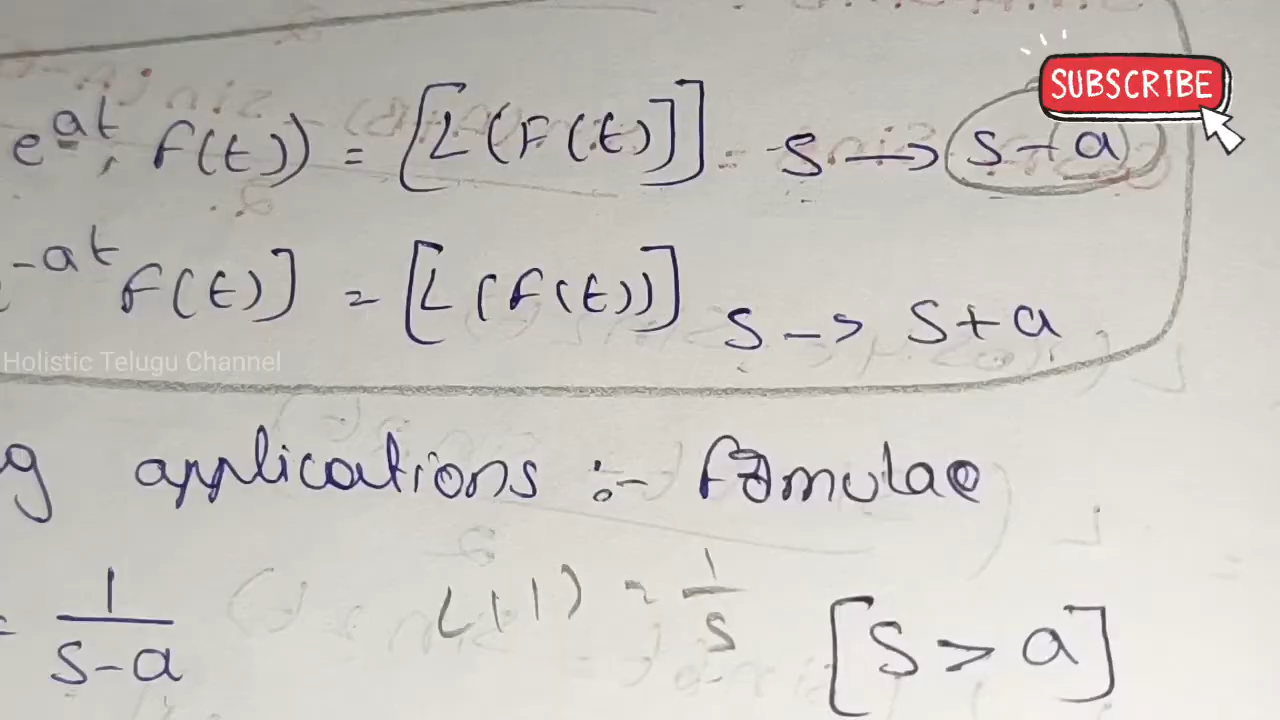 SUBSCRIBE
e^at f(t)) = [L(F(t)]] s → s-a
-at f(t)] = [L(f(t))] s → s+a
Holistic Telugu Channel
g applications :- formulae
= 1/(s-a) L(1) = 1/s [s > a]